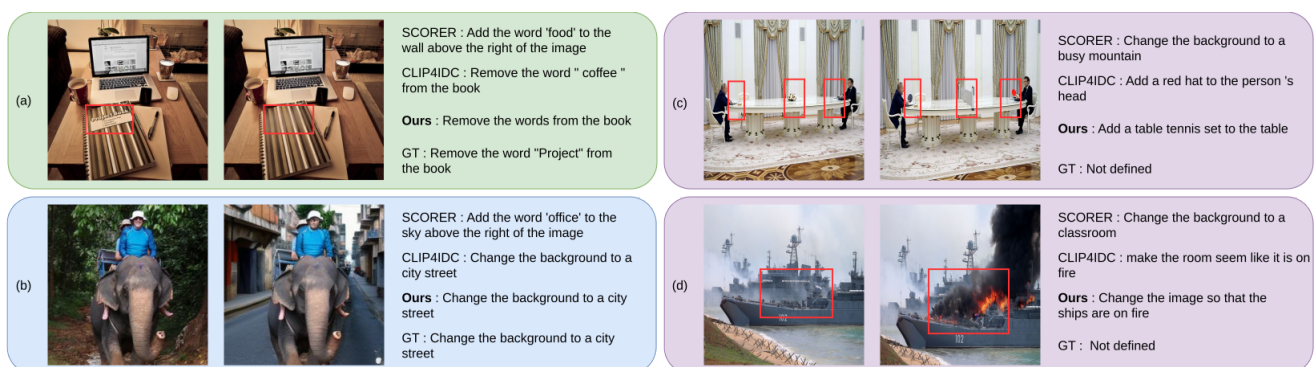 (a)
SCORER : Add the word 'food' to the
wall above the right of the image
CLIP4IDC : Remove the word " coffee "
from the book
Ours : Remove the words from the book
GT : Remove the word "Project" from
the book
(b)
SCORER : Add the word 'office' to the
sky above the right of the image
CLIP4IDC : Change the background to a
city street
Ours : Change the background to a city
street
GT : Change the background to a city
street
(c)
SCORER : Change the background to a
busy mountain
CLIP4IDC : Add a red hat to the person 's
head
Ours : Add a table tennis set to the table
GT : Not defined
(d)
102
102
SCORER : Change the background to a
classroom
CLIP4IDC : make the room seem like it is on
fire
Ours : Change the image so that the
ships are on fire
GT : Not defined